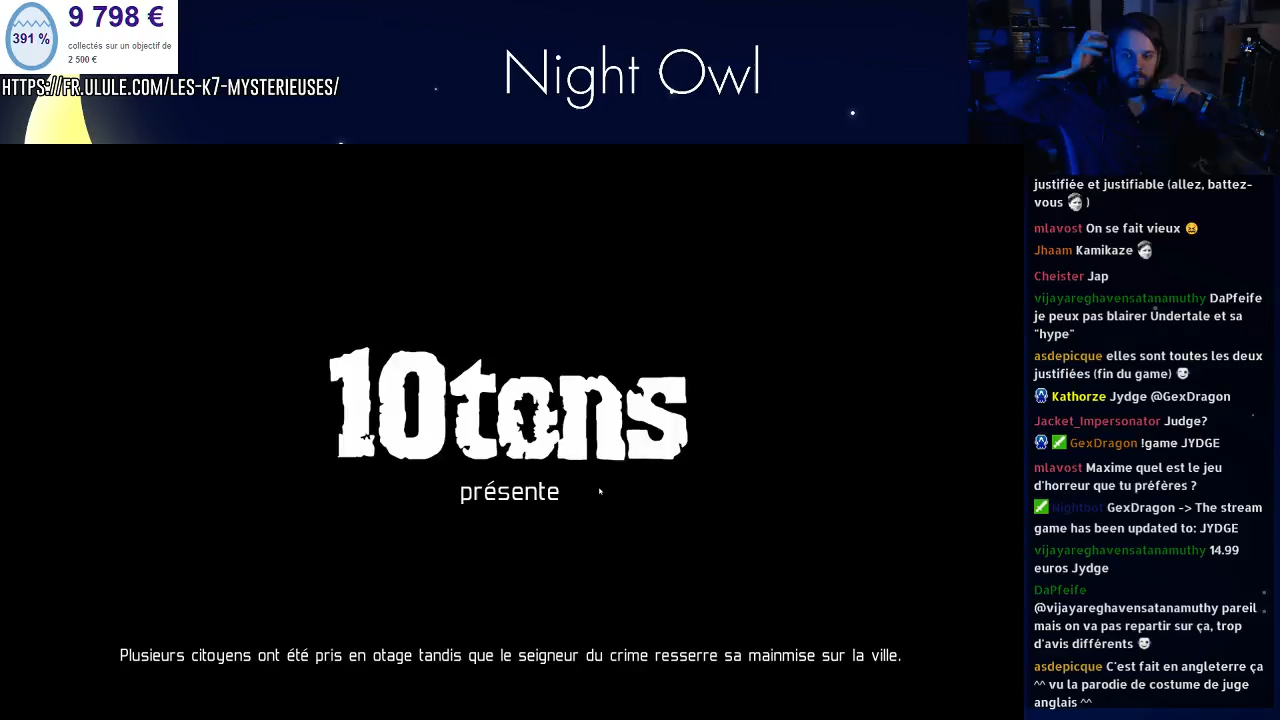 9 798 €
391 %
collectés sur un objectif de
2 500 €
HTTPS://FR.ULULE.COM/LES-K7-MYSTERIEUSES/
Night Owl
10tons
présente
Plusieurs citoyens ont été pris en otage tandis que le seigneur du crime resserre sa mainmise sur la ville.
justifiée et justifiable (allez, battez-
vous )
mlavost On se fait vieux
Jhaam Kamikaze
Cheister Jap
vijayareghavensatanamuthy DaPfeife
je peux pas blairer Undertale et sa
"hype"
asdepicque elles sont toutes les deux
justifiées (fin du game)
Kathorze Jydge @GexDragon
Jacket_Impersonator Judge?
GexDragon !game JYDGE
mlavost Maxime quel est le jeu
d'horreur que tu préfères ?
Nightbot GexDragon -> The stream
game has been updated to: JYDGE
vijayareghavensatanamuthy 14.99
euros Jydge
DaPfeife
@vijayareghavensatanamuthy pareil
mais on va pas repartir sur ça, trop
d'avis différents
asdepicque C'est fait en angleterre ça
^^ vu la parodie de costume de juge
anglais ^^